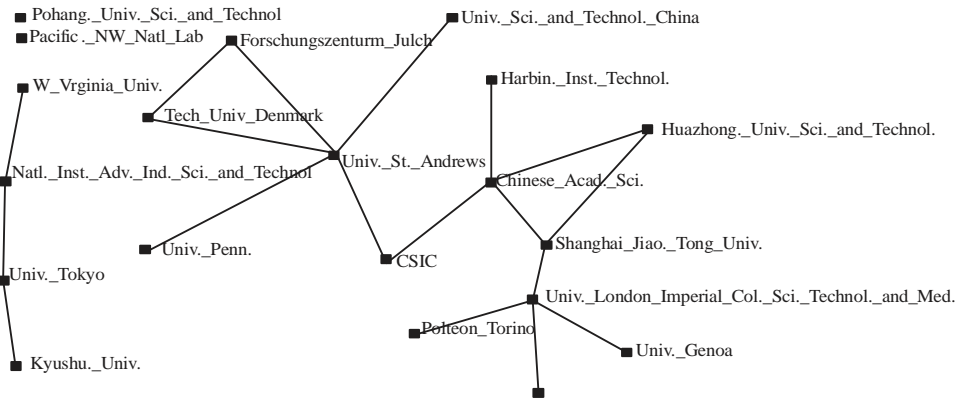 Pohang._Univ._Sci._and_Technol
Univ._Sci._and_Technol._China
Pacific._NW_Natl_Lab
Forschungszenturm_Julch
Harbin._Inst._Technol.
W_Vrginia_Univ.
Tech_Univ_Denmark
Huazhong._Univ._Sci._and_Technol.
Univ._St._Andrews
Natl._Inst._Adv._Ind._Sci._and_Technol
Chinese_Acad._Sci.
Univ._Penn.
Shanghai_Jiao._Tong_Univ.
CSIC
Univ._Tokyo
Univ._London_Imperial_Col._Sci._Technol._and_Med.
Polteon_Torino
Univ._Genoa
Kyushu._Univ.